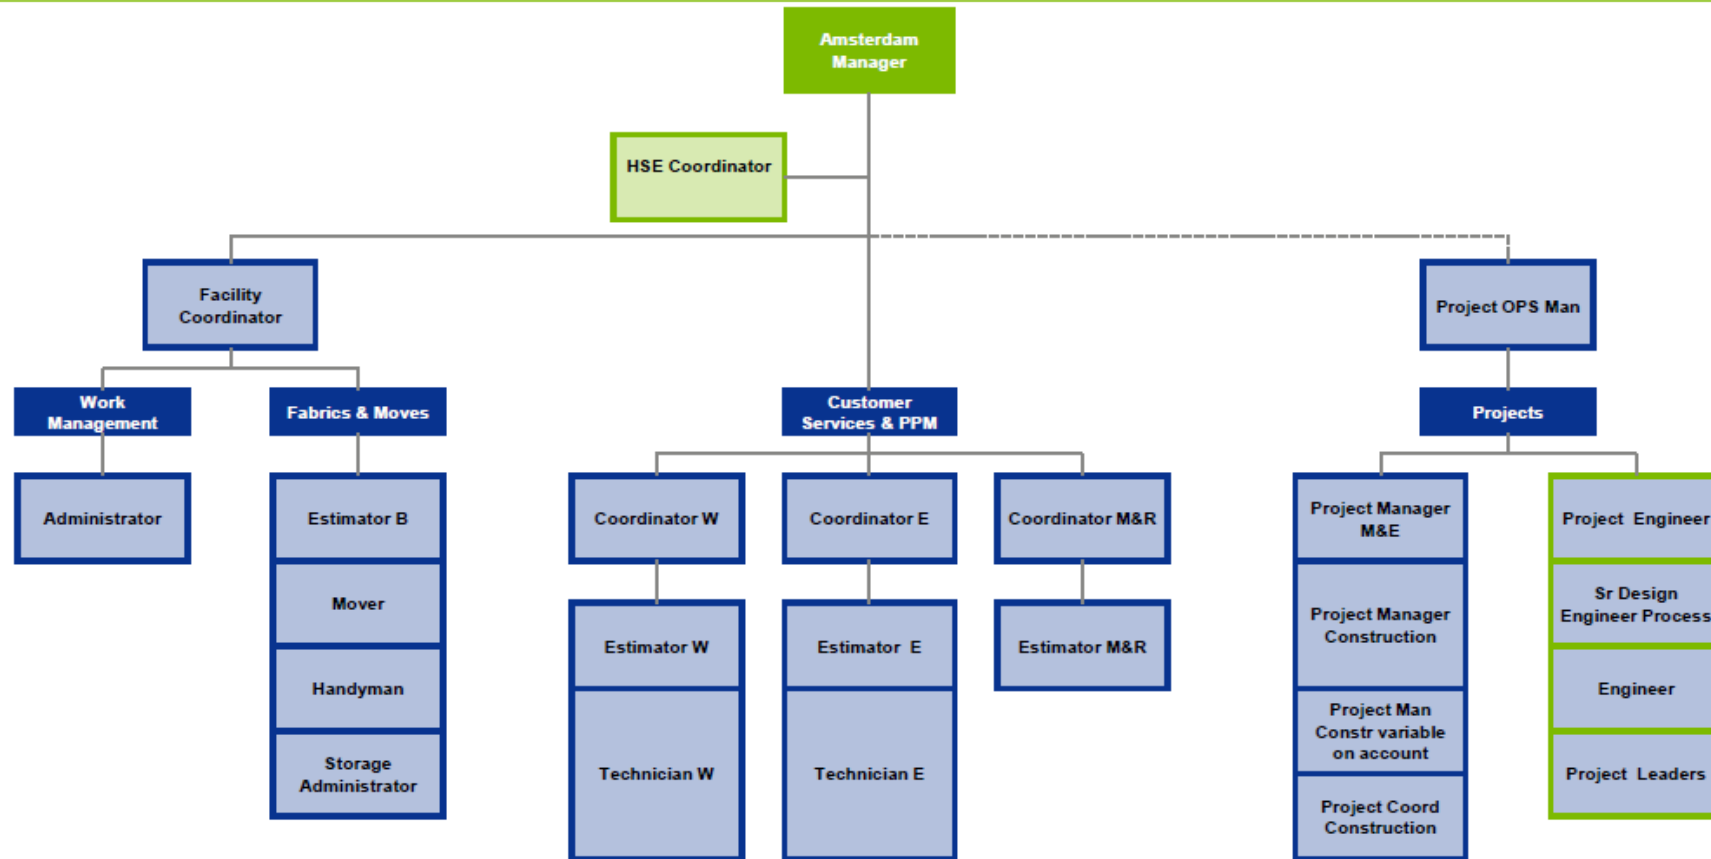 Amsterdam
Manager
HSE Coordinator
Facility
Coordinator
Project OPS Man
Work
Management
Fabrics & Moves
Customer
Services & PPM
Projects
Administrator
Estimator B
Mover
Handyman
Storage
Administrator
Coordinator W
Estimator W
Technician W
Coordinator E
Estimator E
Technician E
Coordinator M&R
Estimator M&R
Project Manager
M&E
Project Manager
Construction
Project Man
Constr variable
on account
Project Coord
Construction
Project Engineer
Sr Design
Engineer Process
Engineer
Project Leaders